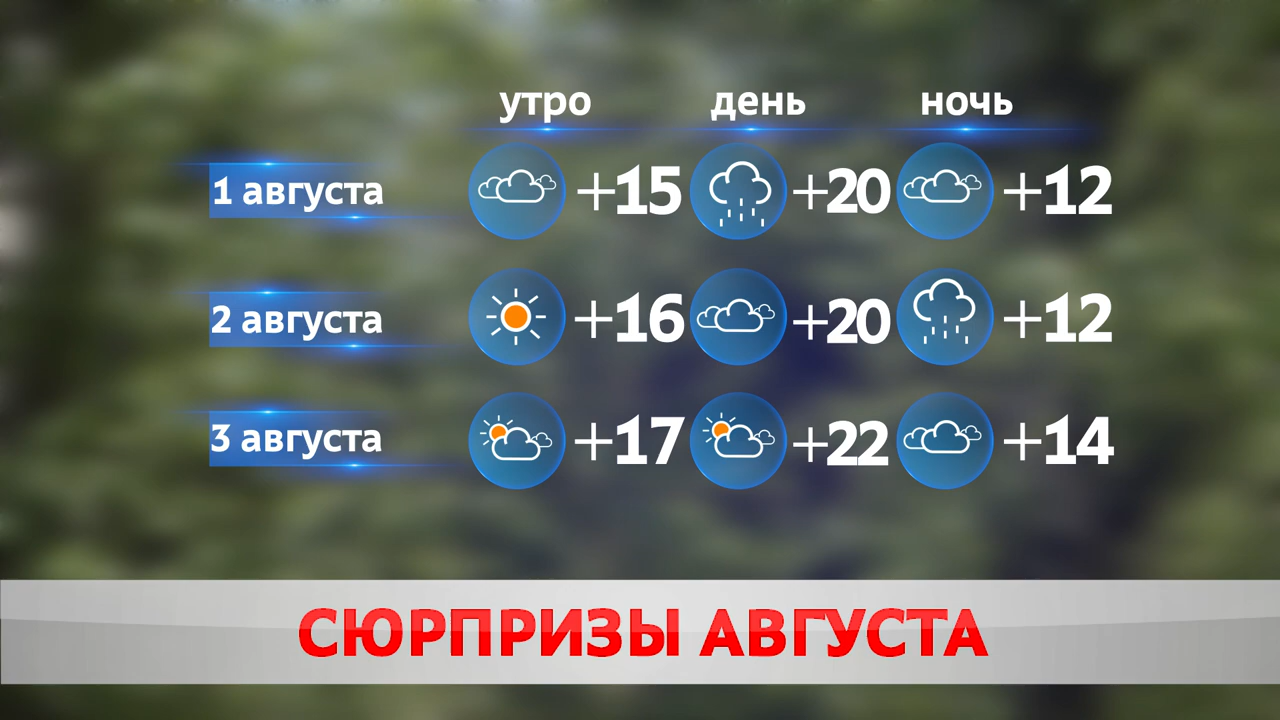 утро день ночь
1 августа +15 +20 +12
2 августа +16 +20 +12
3 августа +17 +22 +14
СЮРПРИЗЫ АВГУСТА